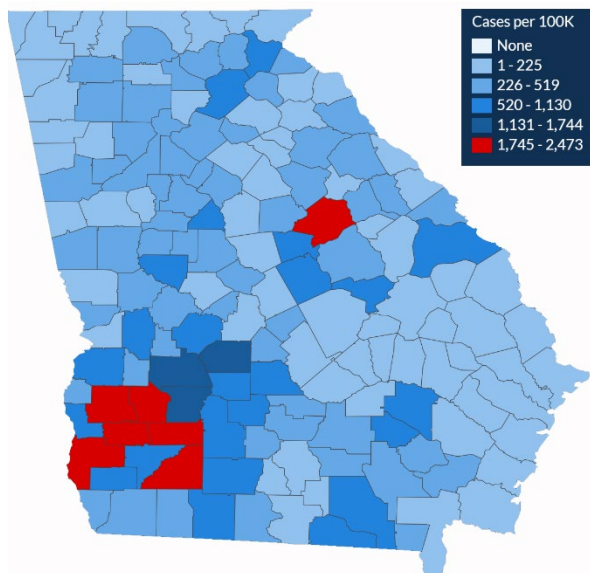 Cases per 100K
None
1 - 225
226 - 519
520 - 1,130
1,131 - 1,744
1,745 - 2,473